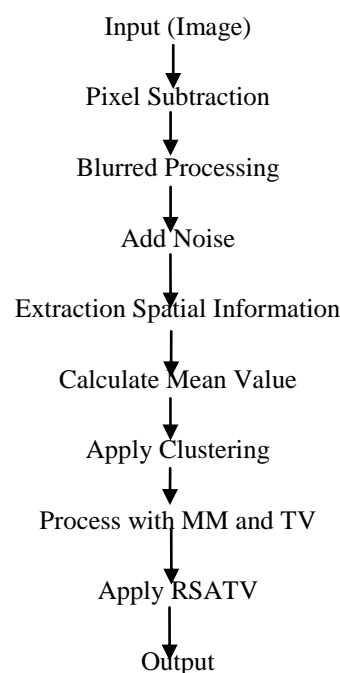 Input (Image)
Pixel Subtraction
Blurred Processing
Add Noise
Extraction Spatial Information
Calculate Mean Value
Apply Clustering
Process with MM and TV
Apply RSATV
Output